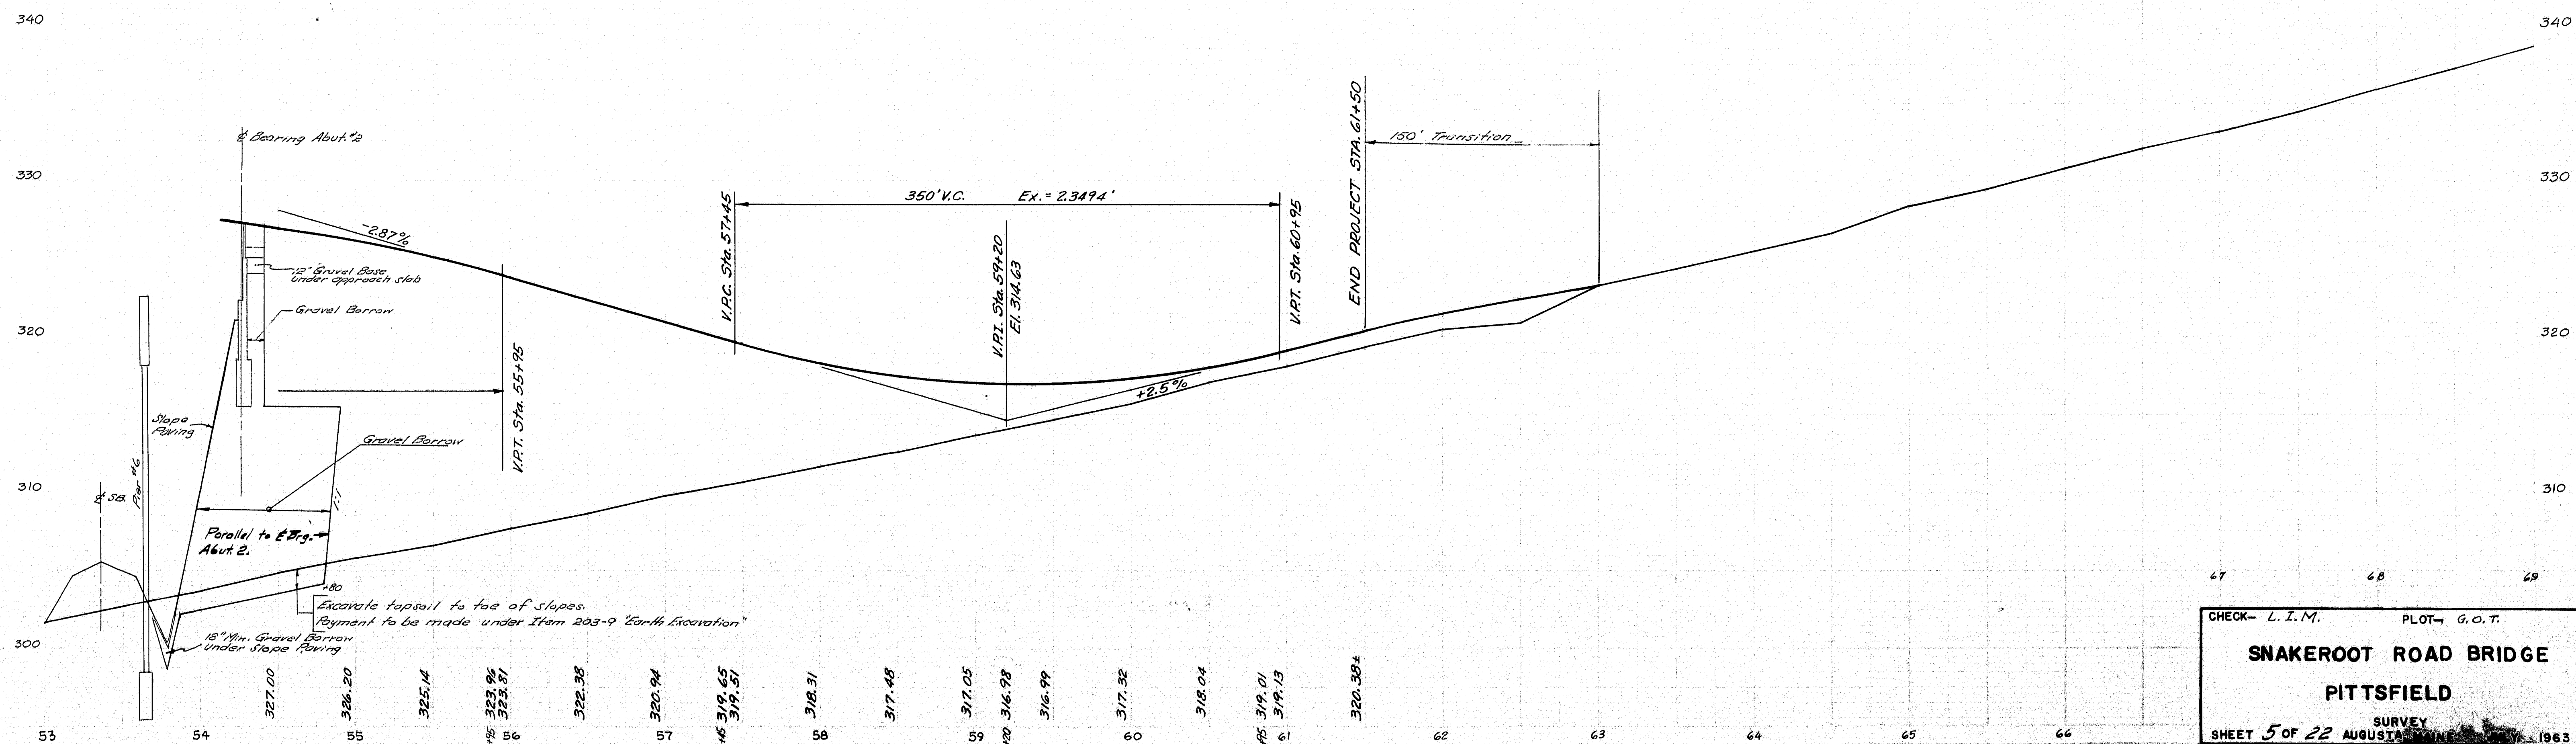 340
340
℄ Bearing Abut. #2
330
330
350' V.C. Ex. = 2.3494'
150' Transition
END PROJECT STA. 61+50
V.P.C. Sta. 57+45
V.P.I. Sta. 59+20
El. 314.63
V.P.T. Sta. 60+95
-2.87%
12" Gravel Base
under approach slab
Gravel Borrow
320
320
+2.5%
V.P.T. Sta. 55+95
Slope
Paving
Gravel Borrow
Pier #6
℄ S.B.
310
310
1:1
Parallel to ℄ Brg.
Abut. 2.
+80
Excavate topsoil to toe of slopes.
Payment to be made under Item 203-9 "Earth Excavation"
18" Min. Gravel Borrow
under Slope Paving
300
67 68 69
327.00
326.20
325.14
+95 323.96
323.81
322.38
320.94
+45 319.65
319.51
318.31
317.48
317.05
+20 316.98
316.99
317.32
318.04
+95 319.01
319.13
320.38±
53 54 55 56 57 58 59 60 61 62 63 64 65 66
CHECK- L.I.M. PLOT- G.O.T.
SNAKEROOT ROAD BRIDGE
PITTSFIELD
SURVEY
SHEET 5 OF 22 AUGUSTA MAINE 1963